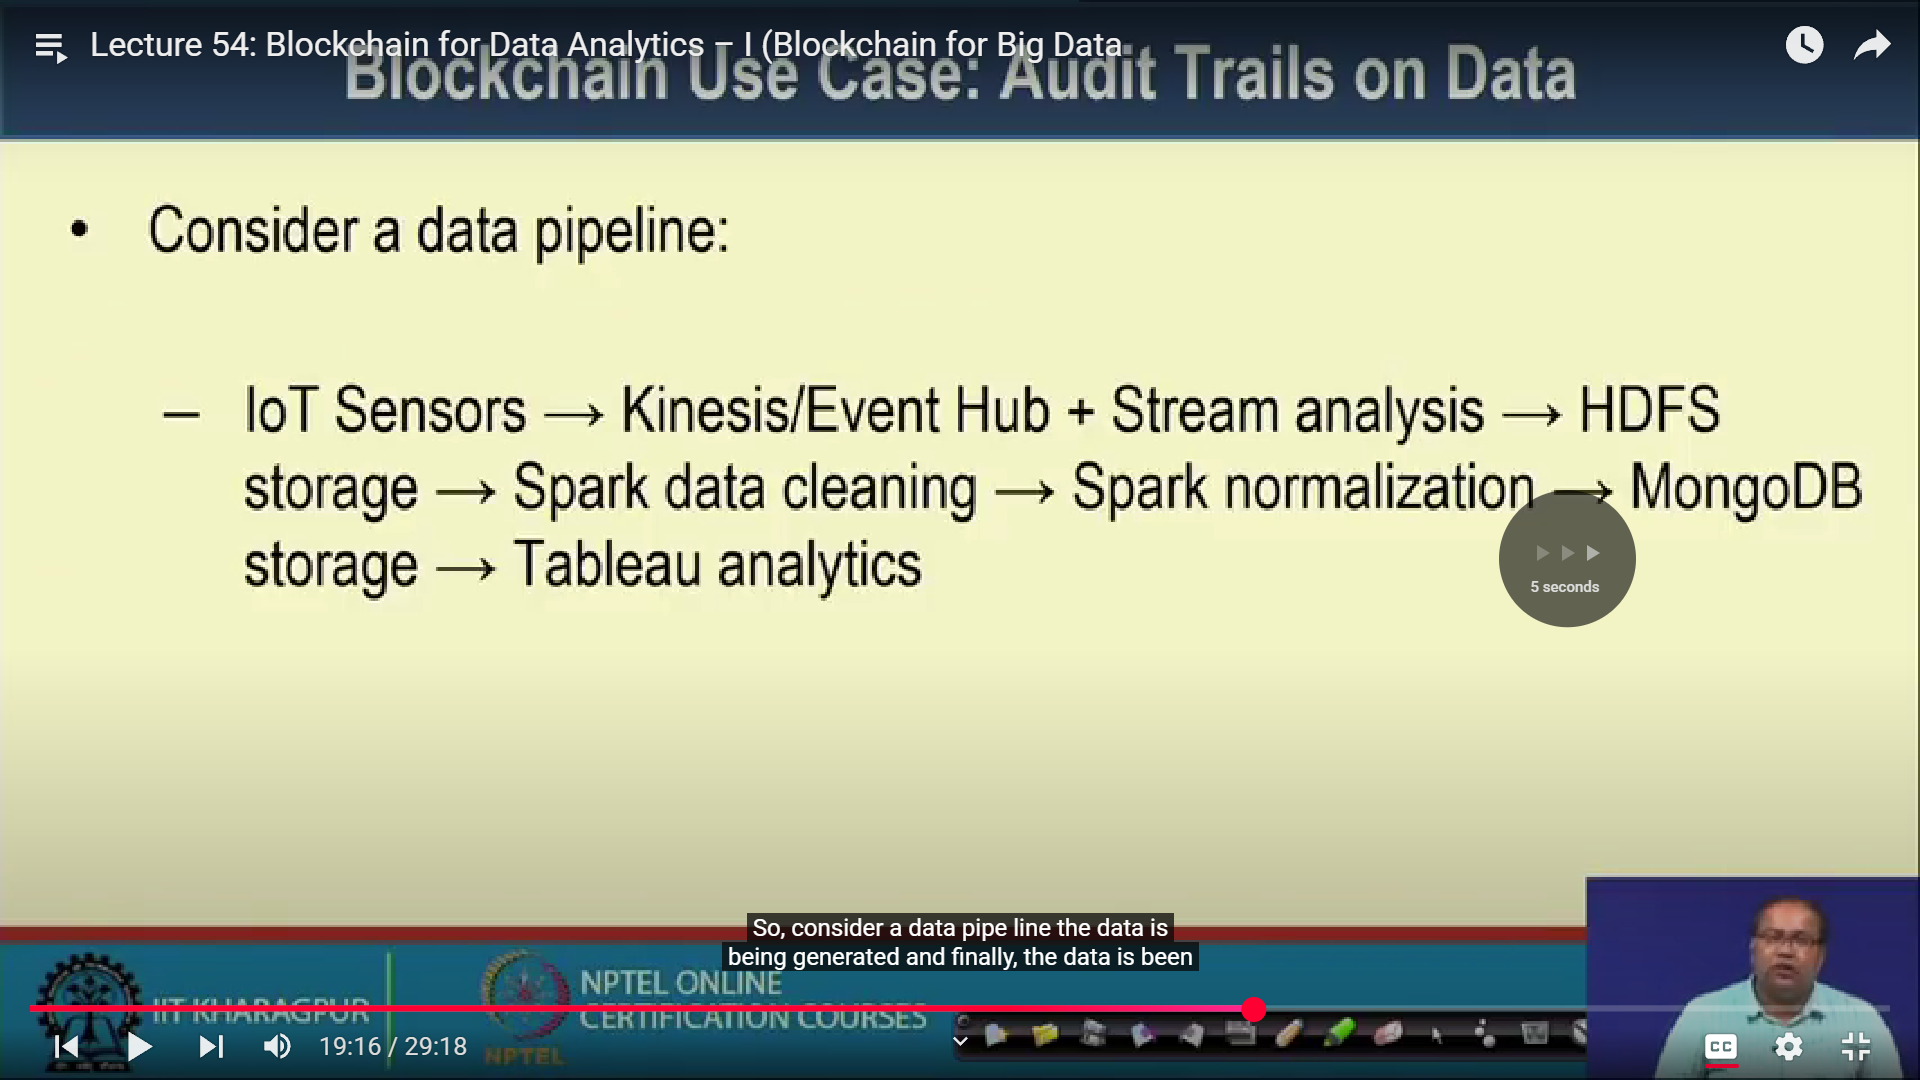 Lecture 54: Blockchain for Data Analytics – I (Blockchain for Big Data
Blockchain Use Case: Audit Trails on Data
• Consider a data pipeline:
– IoT Sensors → Kinesis/Event Hub + Stream analysis → HDFS
storage → Spark data cleaning → Spark normalization → MongoDB
storage → Tableau analytics
5 seconds
So, consider a data pipe line the data is
being generated and finally, the data is been
IIT KHARAGPUR
NPTEL ONLINE
CERTIFICATION COURSES
NPTEL
19:16 / 29:18
CC